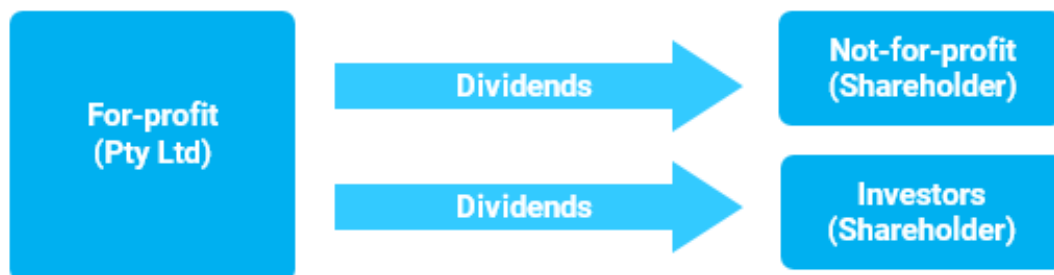 For-profit
(Pty Ltd)
Dividends
Not-for-profit
(Shareholder)
Dividends
Investors
(Shareholder)